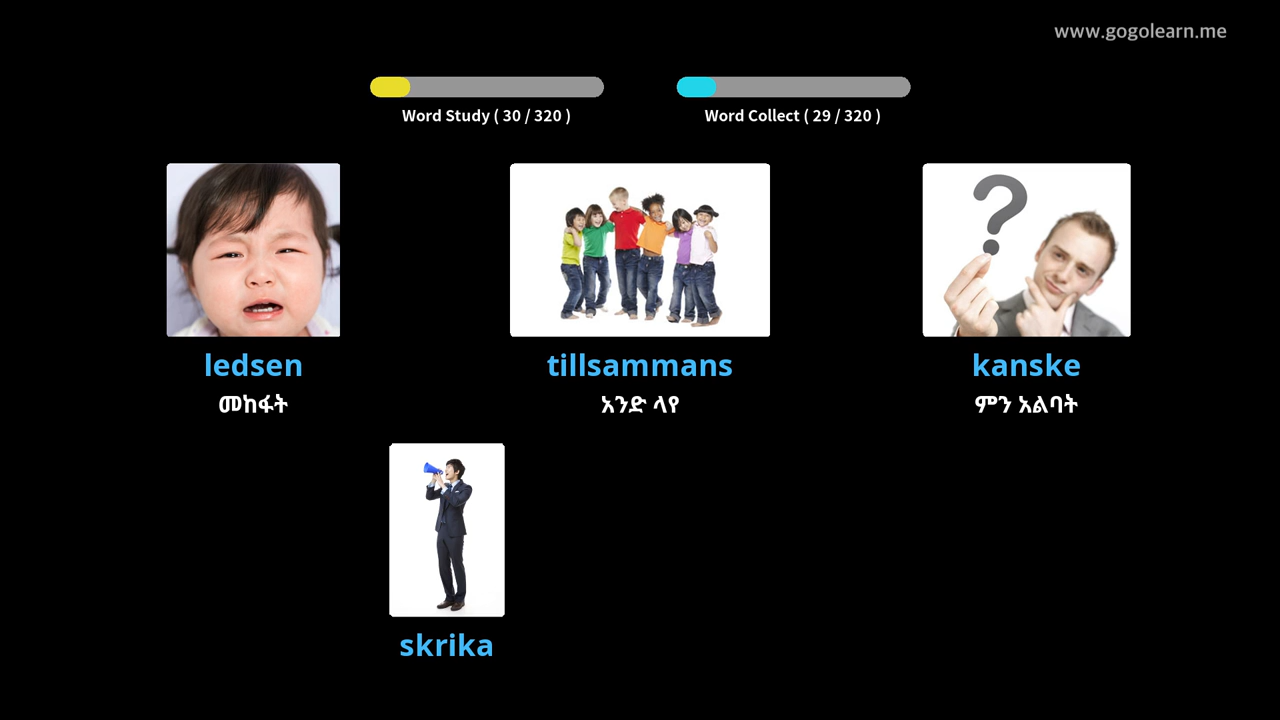 www.gogolearn.me
Word Study ( 30 / 320 )
Word Collect ( 29 / 320 )
ledsen
tillsammans
kanske
መከፋት
አንድ ላየ
ምን አልባት
skrika